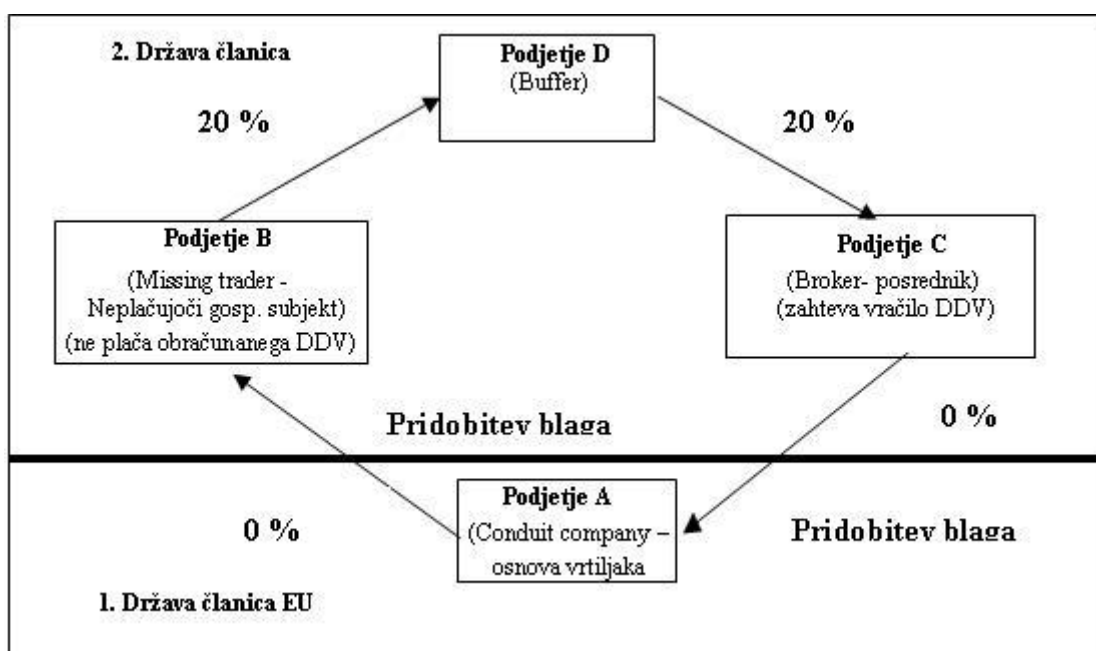 2. Država članica
Podjetje D
(Buffer)
20 %
20 %
Podjetje B
(Missing trader -
Neplačujoči gosp. subjekt)
(ne plača obračunanega DDV)
Podjetje C
(Broker- posrednik)
(zahteva vračilo DDV)
Pridobitev blaga
0 %
Podjetje A
(Conduit company –
osnova vrtiljaka
0 %
Pridobitev blaga
1. Država članica EU